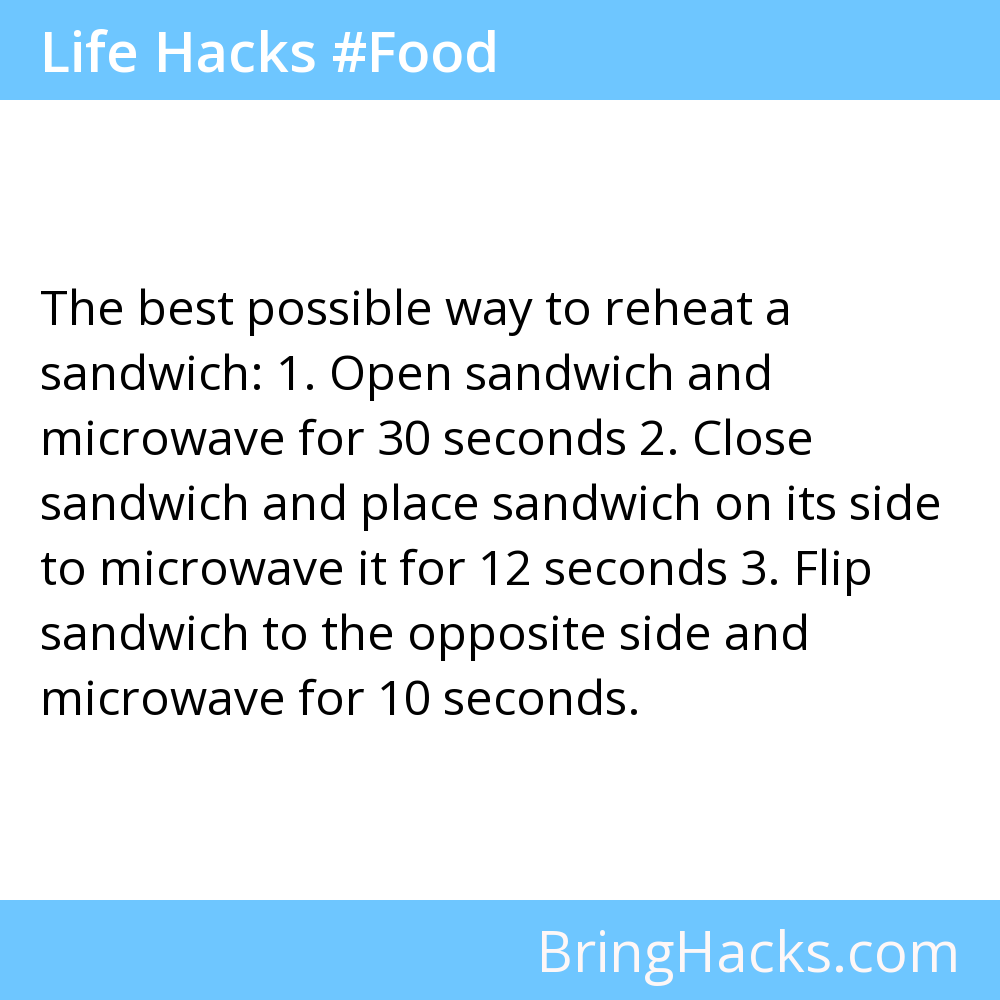 Life Hacks #Food
The best possible way to reheat a
sandwich: 1. Open sandwich and
microwave for 30 seconds 2. Close
sandwich and place sandwich on its side
to microwave it for 12 seconds 3. Flip
sandwich to the opposite side and
microwave for 10 seconds.
BringHacks.com